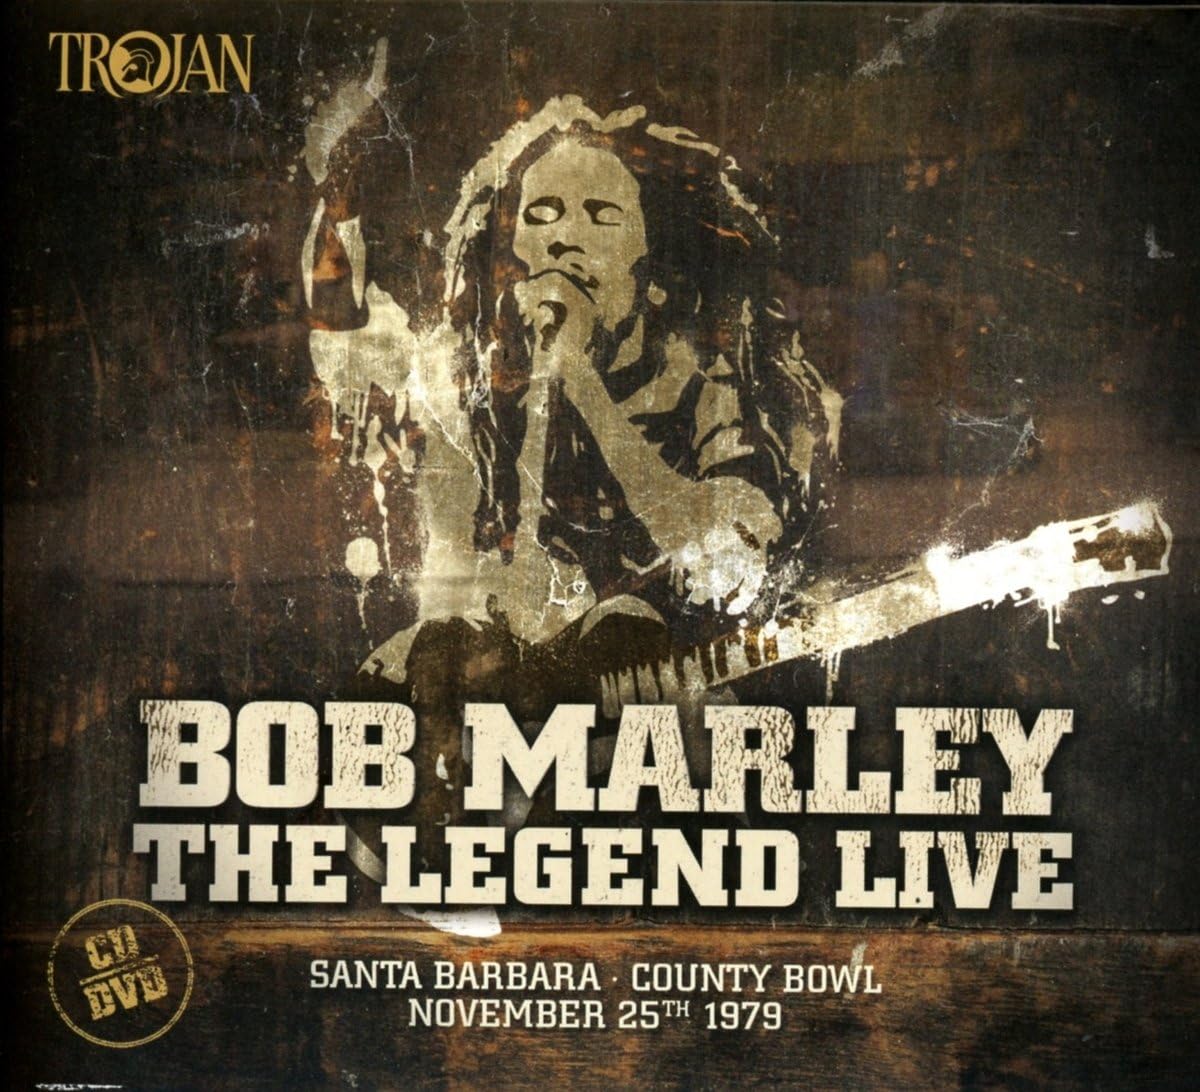 TROJAN
BOB MARLEY
THE LEGEND LIVE
CD
DVD
SANTA BARBARA · COUNTY BOWL
NOVEMBER 25TH 1979